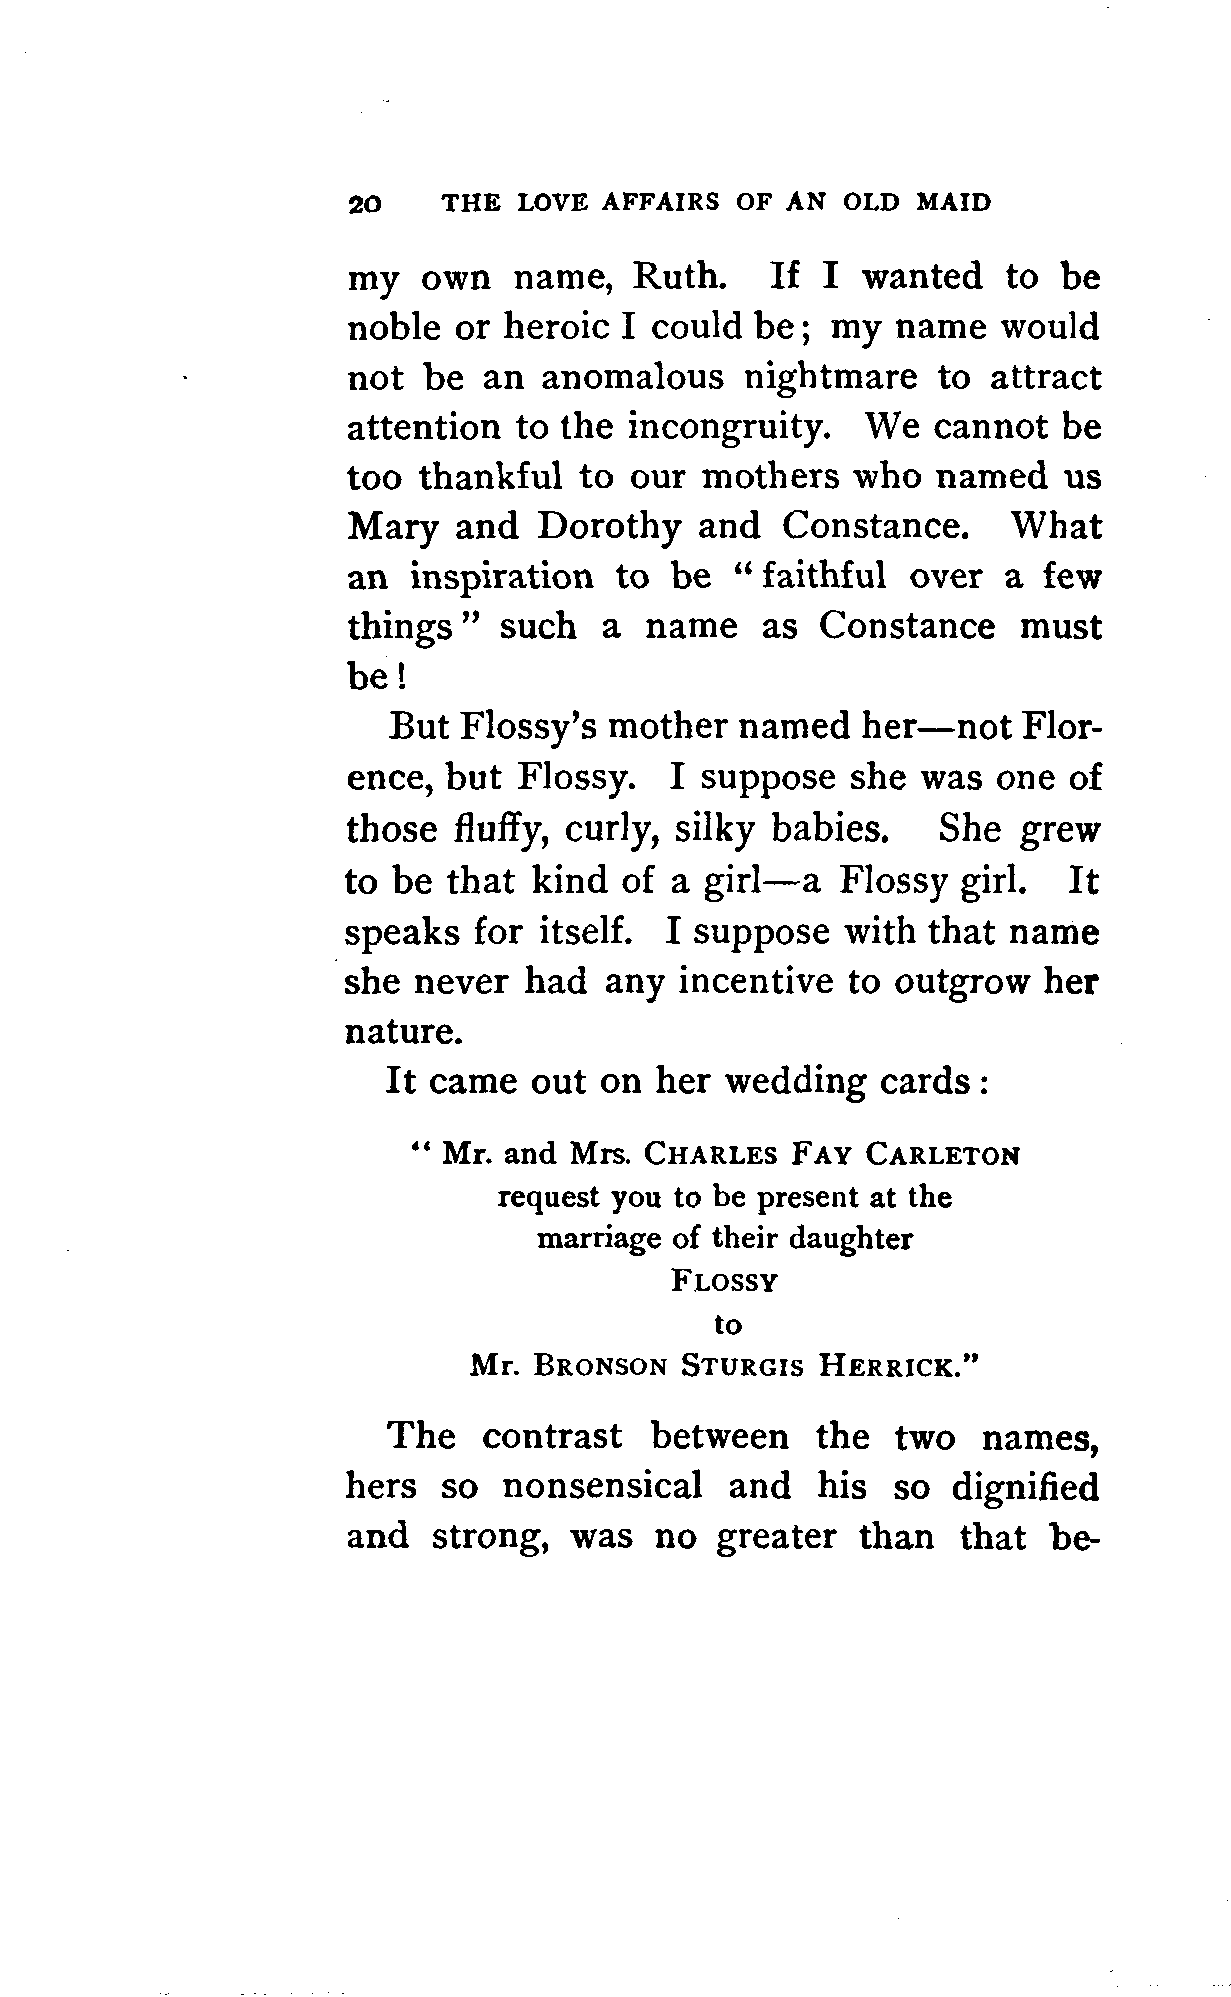 20 THE LOVE AFFAIRS OF AN OLD MAID
my own name, Ruth. If I wanted to be
noble or heroic I could be; my name would
not be an anomalous nightmare to attract
attention to the incongruity. We cannot be
too thankful to our mothers who named us
Mary and Dorothy and Constance. What
an inspiration to be “ faithful over a few
things ” such a name as Constance must
be !
But Flossy's mother named her—not Flor-
ence, but Flossy. I suppose she was one of
those fluffy, curly, silky babies. She grew
to be that kind of a girl—a Flossy girl. It
speaks for itself. I suppose with that name
she never had any incentive to outgrow her
nature.
It came out on her wedding cards :
“ Mr. and Mrs. CHARLES FAY CARLETON
request you to be present at the
marriage of their daughter
FLOSSY
to
Mr. BRONSON STURGIS HERRICK.”
The contrast between the two names,
hers so nonsensical and his so dignified
and strong, was no greater than that be-